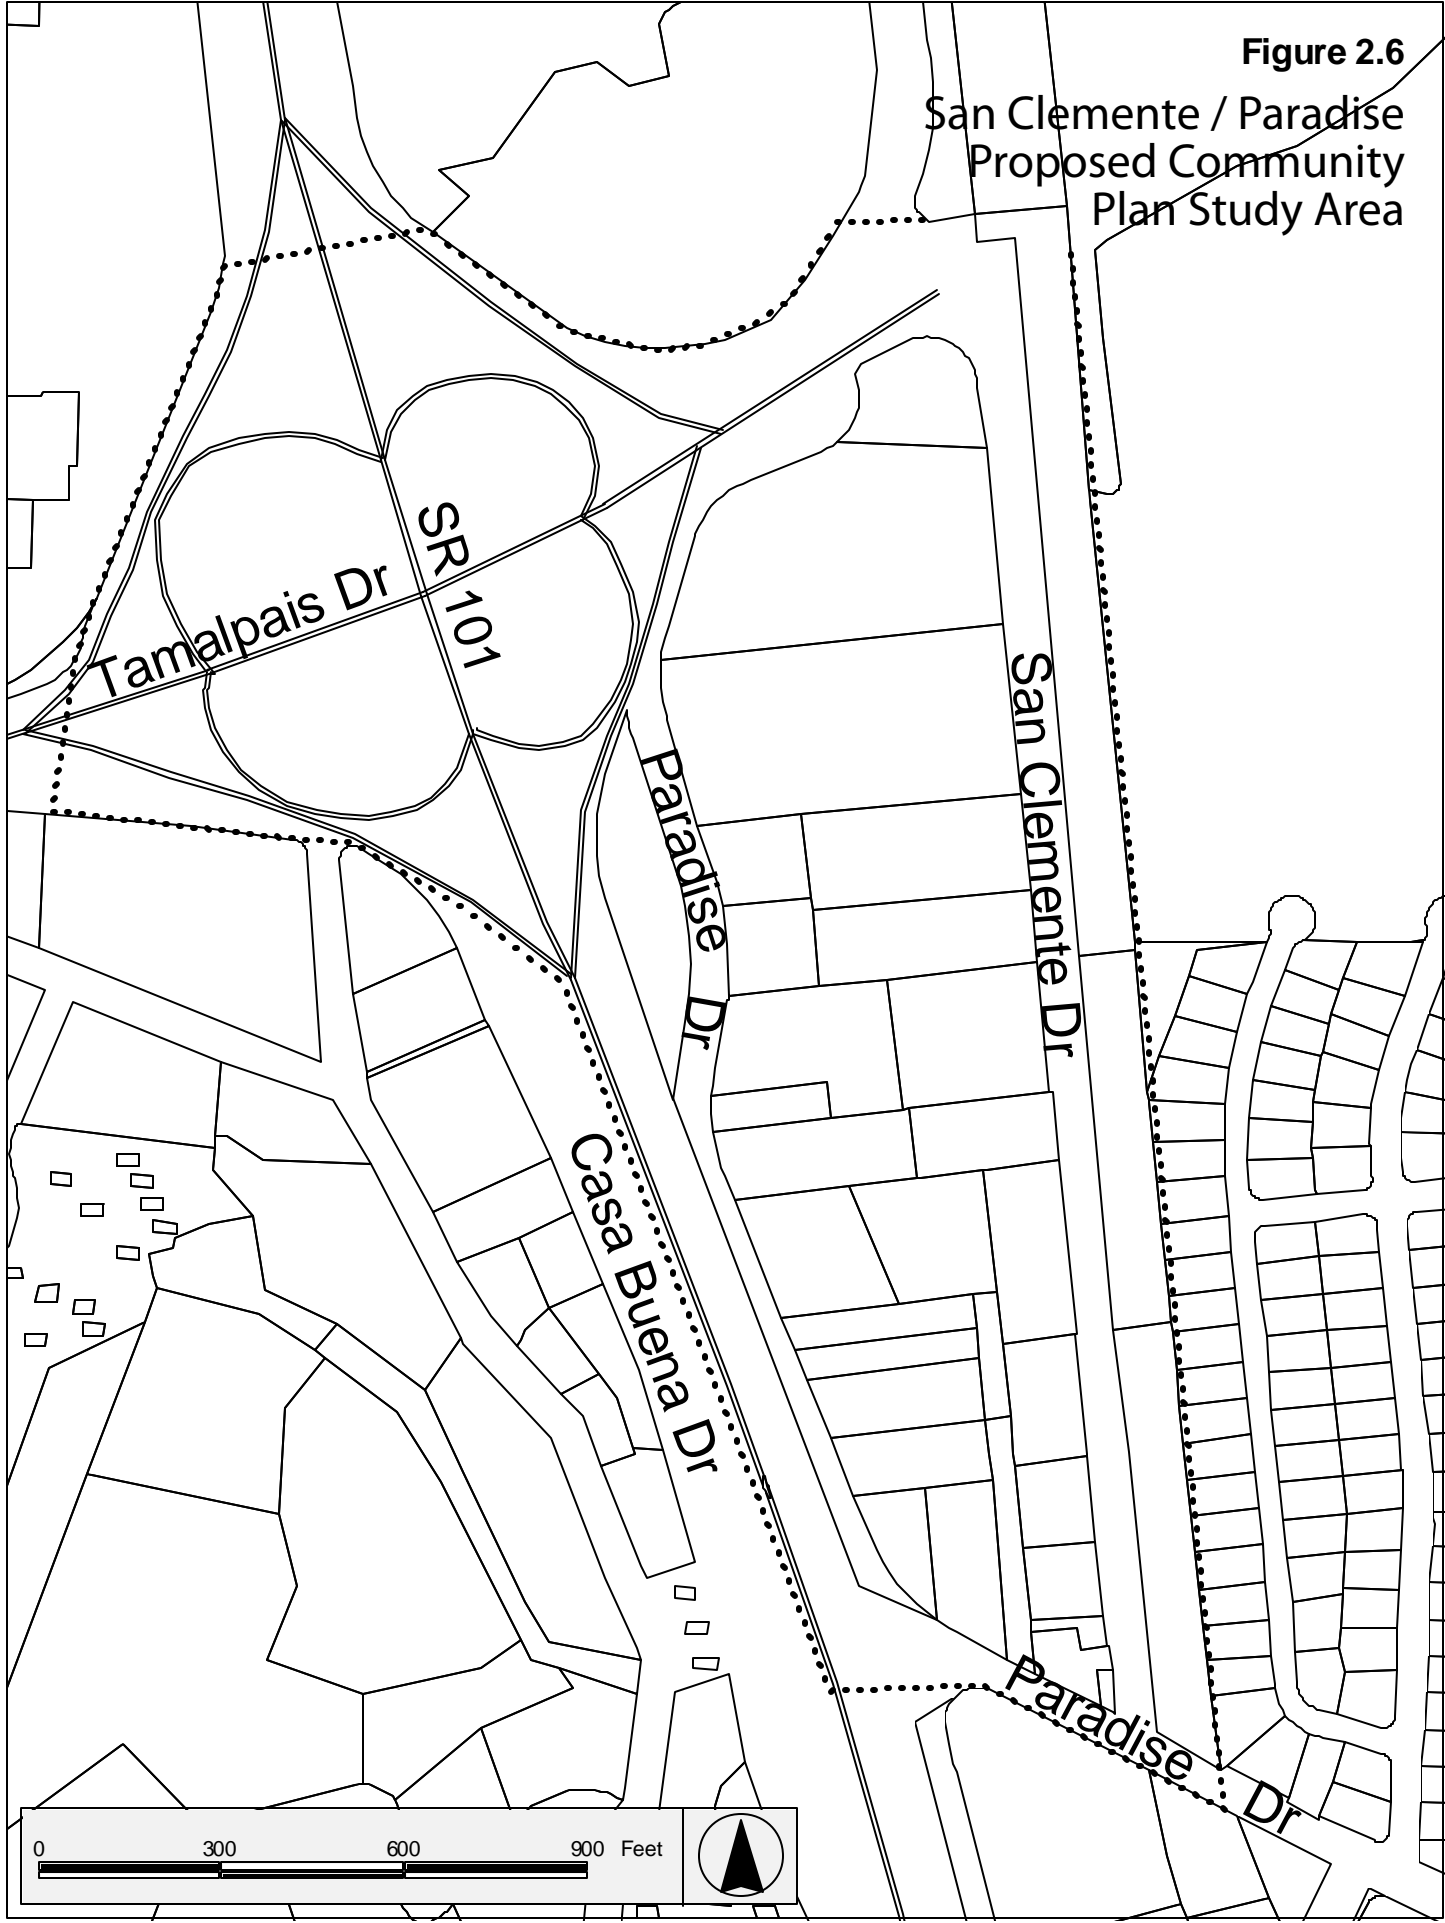 Figure 2.6
San Clemente / Paradise
Proposed Community
Plan Study Area
SR 101
Tamalpais Dr
San Clemente Dr
Paradise Dr
Casa Buena Dr
Paradise Dr
0 300 600 900 Feet